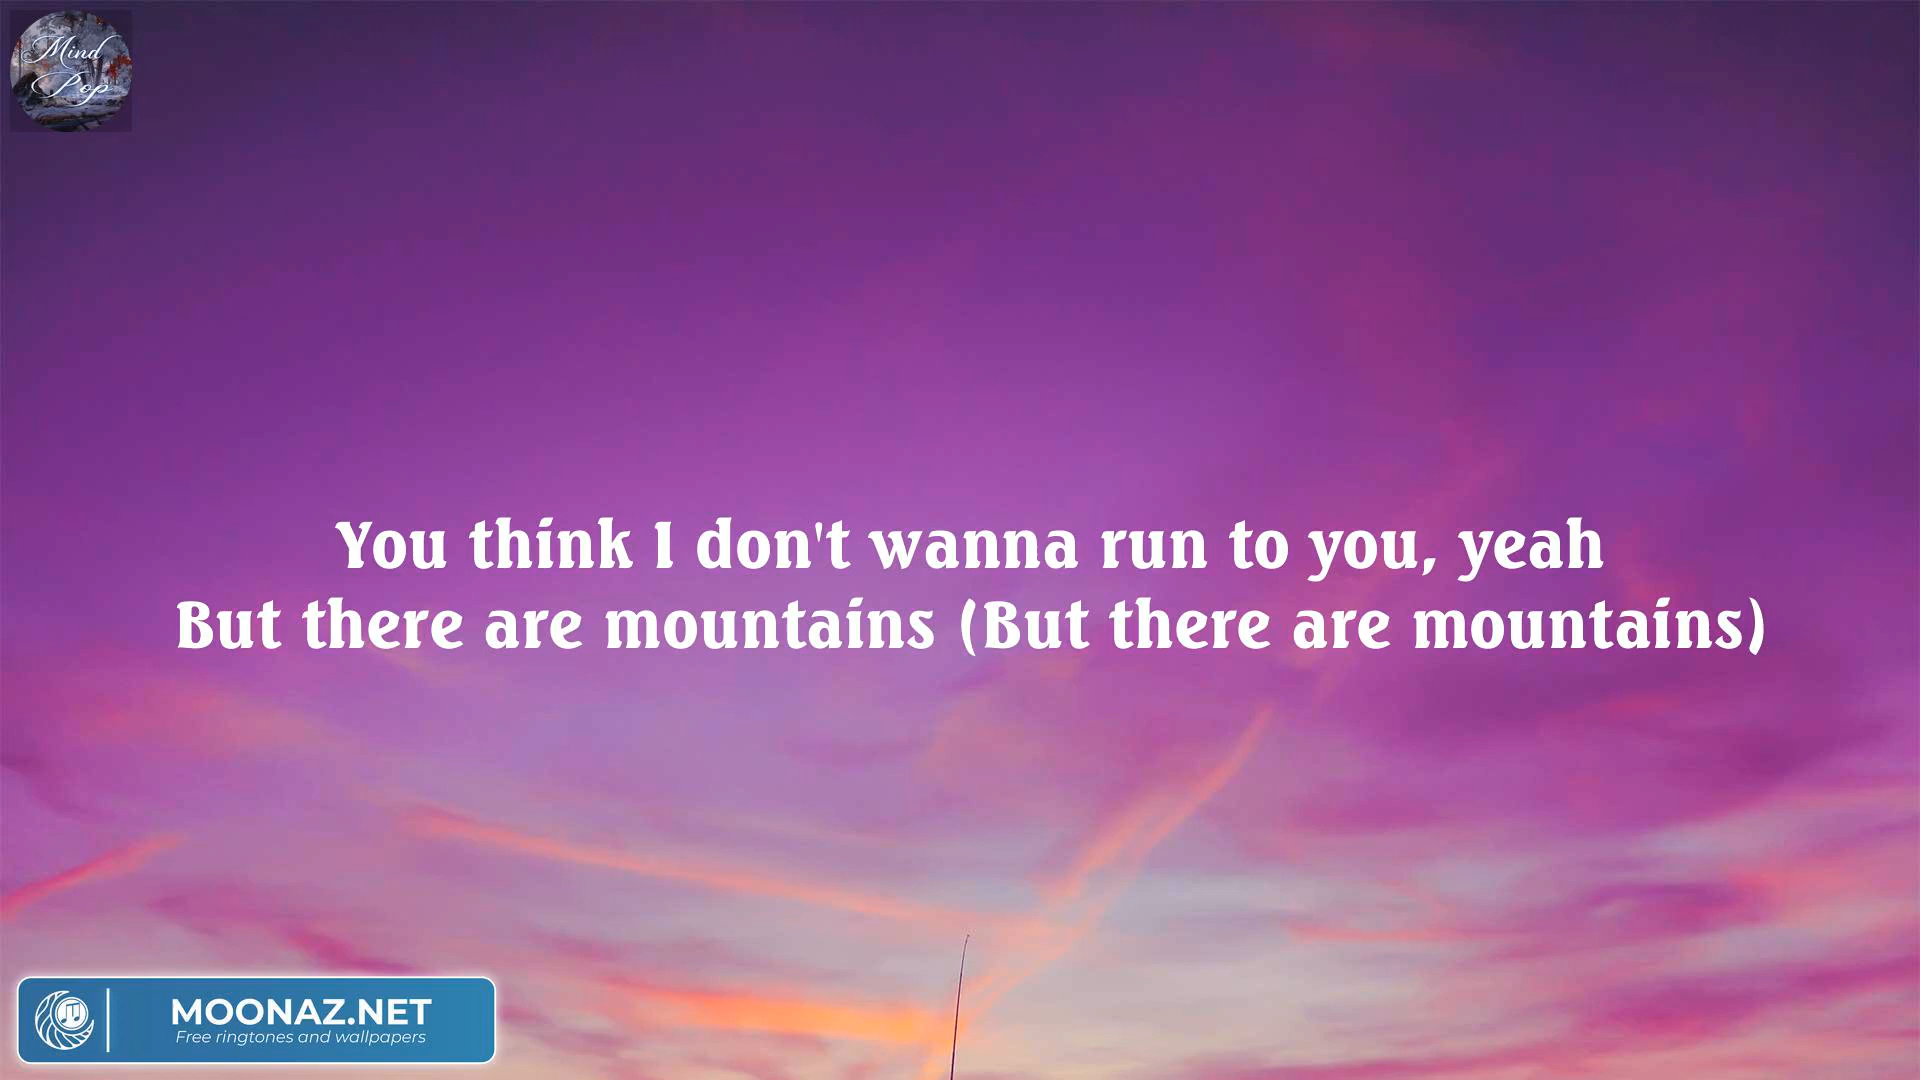 Mind
Pop
You think I don't wanna run to you, yeah
But there are mountains (But there are mountains)
MOONAZ.NET
Free ringtones and wallpapers